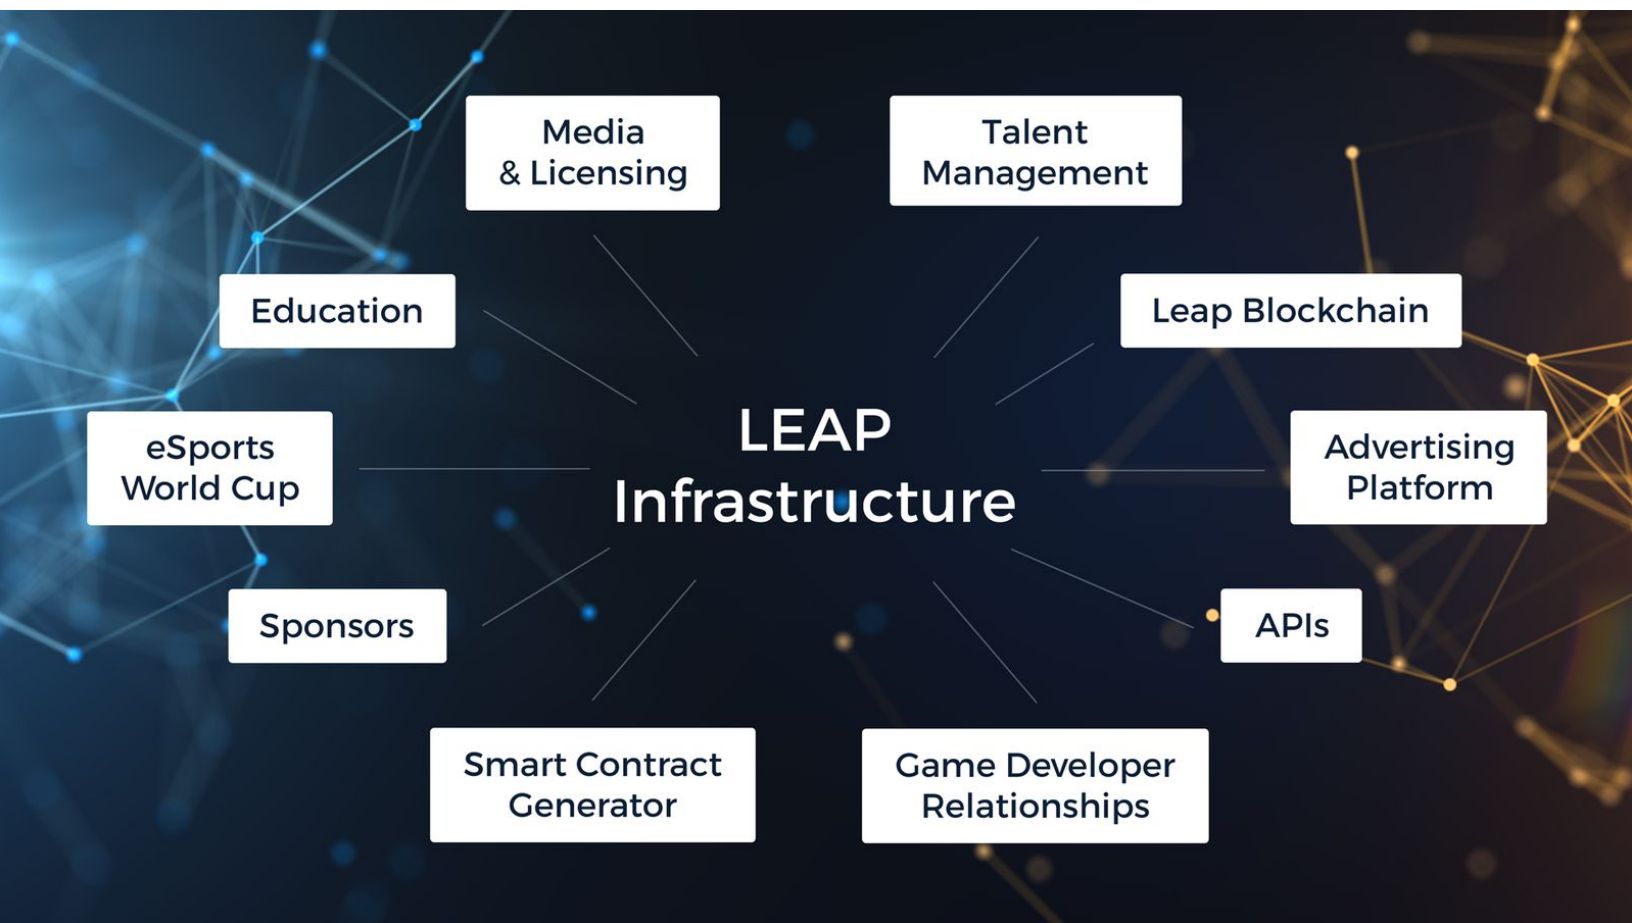 Media
& Licensing
Talent
Management
Education
Leap Blockchain
LEAP
Infrastructure
eSports
World Cup
Advertising
Platform
Sponsors
APIs
Smart Contract
Generator
Game Developer
Relationships